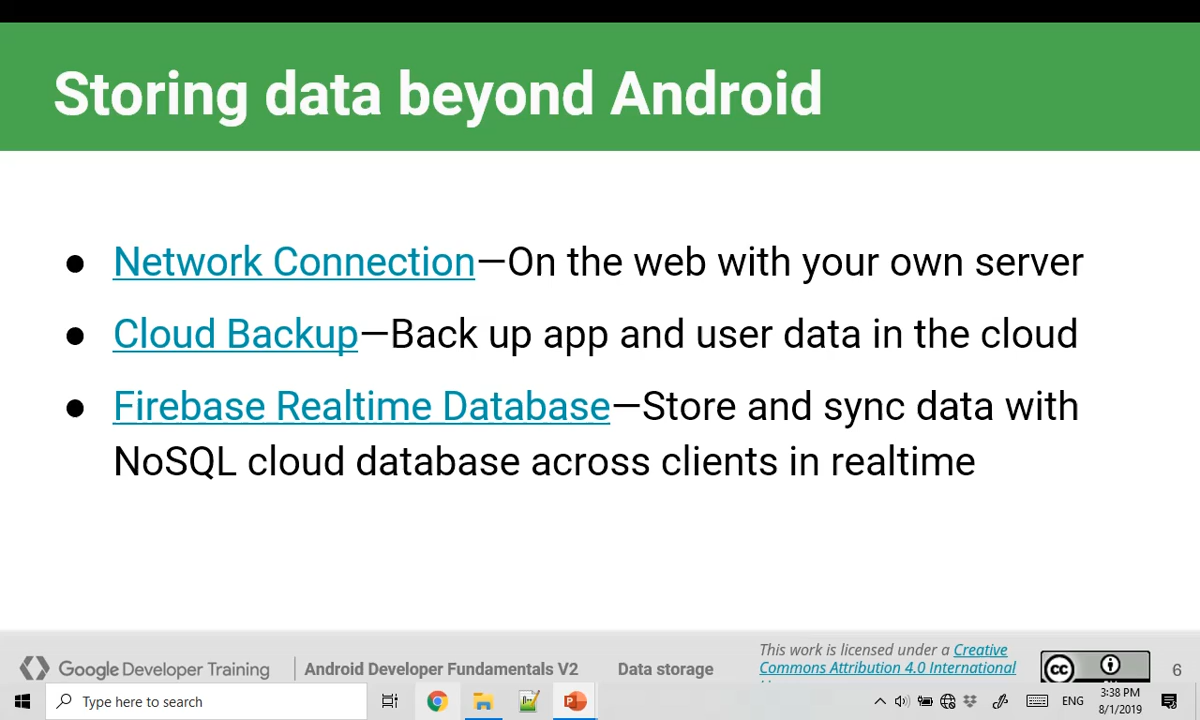 Storing data beyond Android
● Network Connection—On the web with your own server
● Cloud Backup—Back up app and user data in the cloud
● Firebase Realtime Database—Store and sync data with
NoSQL cloud database across clients in realtime
Google Developer Training
Android Developer Fundamentals V2
Data storage
This work is licensed under a Creative
Commons Attribution 4.0 International
cc
6
Type here to search
ENG
3:38 PM
8/1/2019